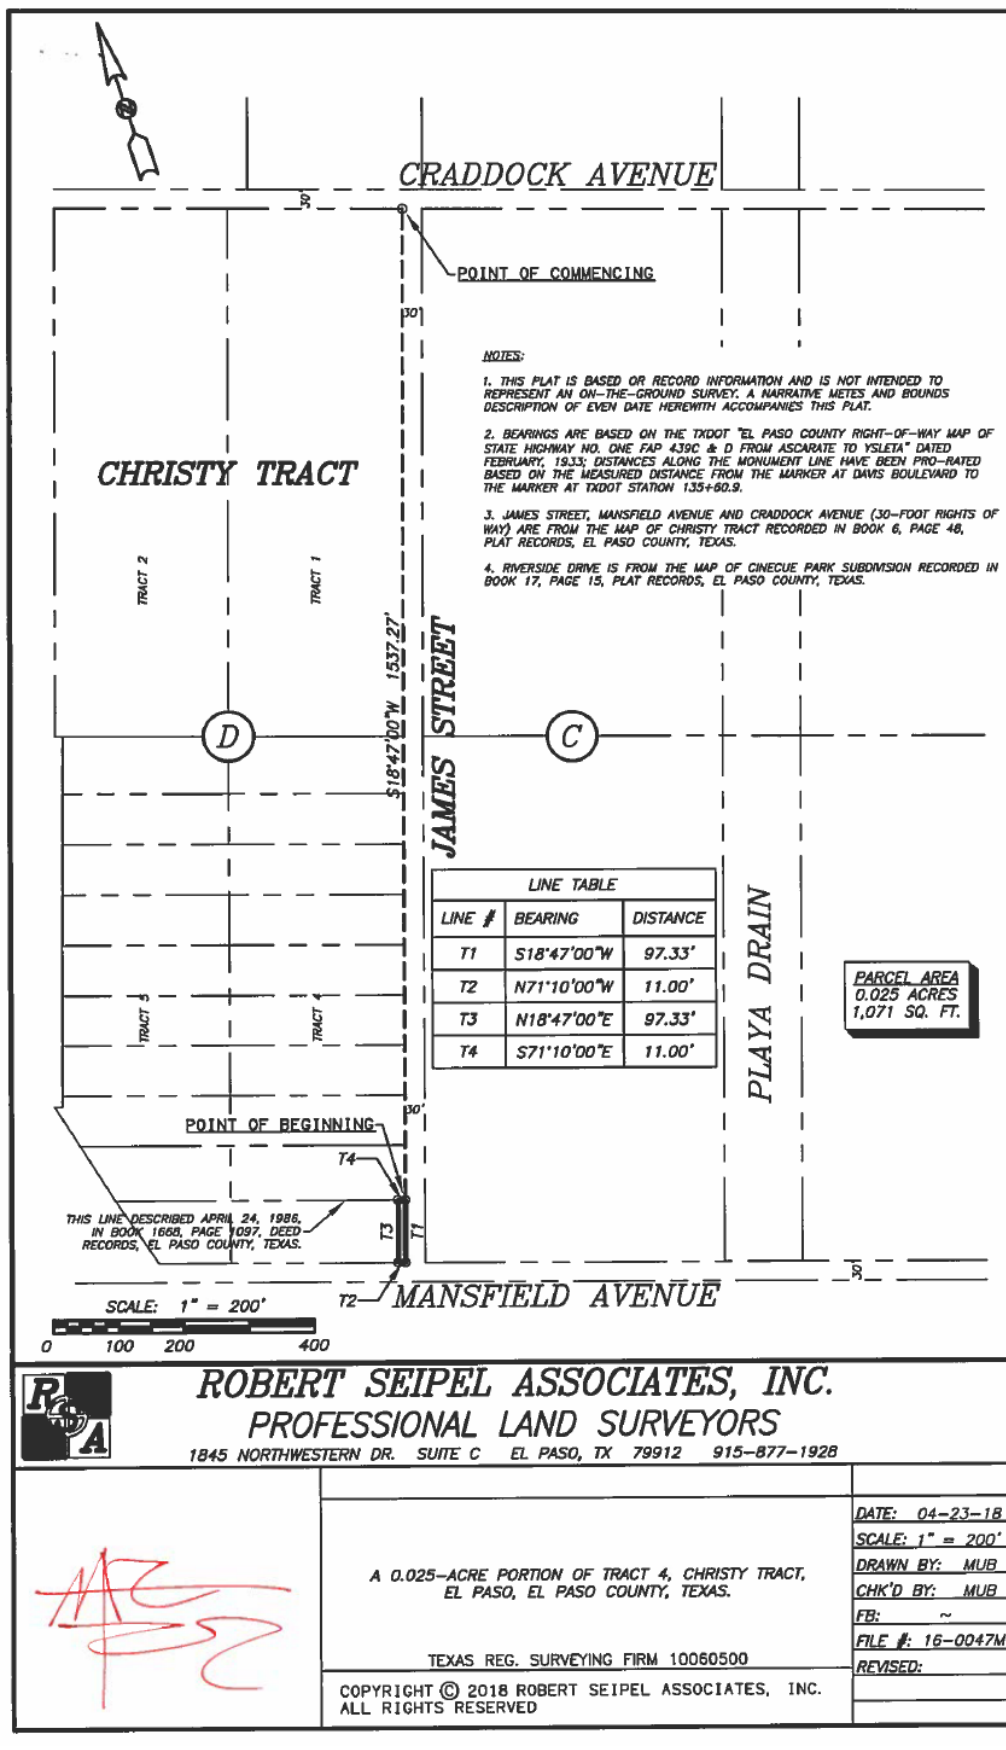 CRADDOCK AVENUE
30'
POINT OF COMMENCING
30'
NOTES:
1. THIS PLAT IS BASED OR RECORD INFORMATION AND IS NOT INTENDED TO
REPRESENT AN ON-THE-GROUND SURVEY. A NARRATIVE METES AND BOUNDS
DESCRIPTION OF EVEN DATE HEREWITH ACCOMPANIES THIS PLAT.
2. BEARINGS ARE BASED ON THE TXDOT "EL PASO COUNTY RIGHT-OF-WAY MAP OF
STATE HIGHWAY NO. ONE FAP 439C & D FROM ASCARATE TO YSLETA" DATED
FEBRUARY, 1933; DISTANCES ALONG THE MONUMENT LINE HAVE BEEN PRO-RATED
BASED ON THE MEASURED DISTANCE FROM THE MARKER AT DAVIS BOULEVARD TO
THE MARKER AT TXDOT STATION 135+60.9.
3. JAMES STREET, MANSFIELD AVENUE AND CRADDOCK AVENUE (30-FOOT RIGHTS OF
WAY) ARE FROM THE MAP OF CHRISTY TRACT RECORDED IN BOOK 6, PAGE 48,
PLAT RECORDS, EL PASO COUNTY, TEXAS.
4. RIVERSIDE DRIVE IS FROM THE MAP OF CINECUE PARK SUBDIVISION RECORDED IN
BOOK 17, PAGE 15, PLAT RECORDS, EL PASO COUNTY, TEXAS.
CHRISTY TRACT
TRACT 2
TRACT 1
S18°47'00"W 1537.27'
JAMES STREET
D
C
LINE TABLE
LINE # BEARING DISTANCE
T1 S18°47'00"W 97.33'
T2 N71°10'00"W 11.00'
T3 N18°47'00"E 97.33'
T4 S71°10'00"E 11.00'
PLAYA DRAIN
PARCEL AREA
0.025 ACRES
1,071 SQ. FT.
TRACT 5
TRACT 4
30'
POINT OF BEGINNING
T4
THIS LINE DESCRIBED APRIL 24, 1986,
IN BOOK 1668, PAGE 1097, DEED
RECORDS, EL PASO COUNTY, TEXAS.
T3
T1
30'
T2
MANSFIELD AVENUE
SCALE: 1" = 200'
0 100 200 400
RSA
ROBERT SEIPEL ASSOCIATES, INC.
PROFESSIONAL LAND SURVEYORS
1845 NORTHWESTERN DR. SUITE C EL PASO, TX 79912 915-877-1928
A 0.025-ACRE PORTION OF TRACT 4, CHRISTY TRACT,
EL PASO, EL PASO COUNTY, TEXAS.
TEXAS REG. SURVEYING FIRM 10060500
COPYRIGHT © 2018 ROBERT SEIPEL ASSOCIATES, INC.
ALL RIGHTS RESERVED
DATE: 04-23-18
SCALE: 1" = 200'
DRAWN BY: MUB
CHK'D BY: MUB
FB: ~
FILE #: 16-0047M
REVISED: